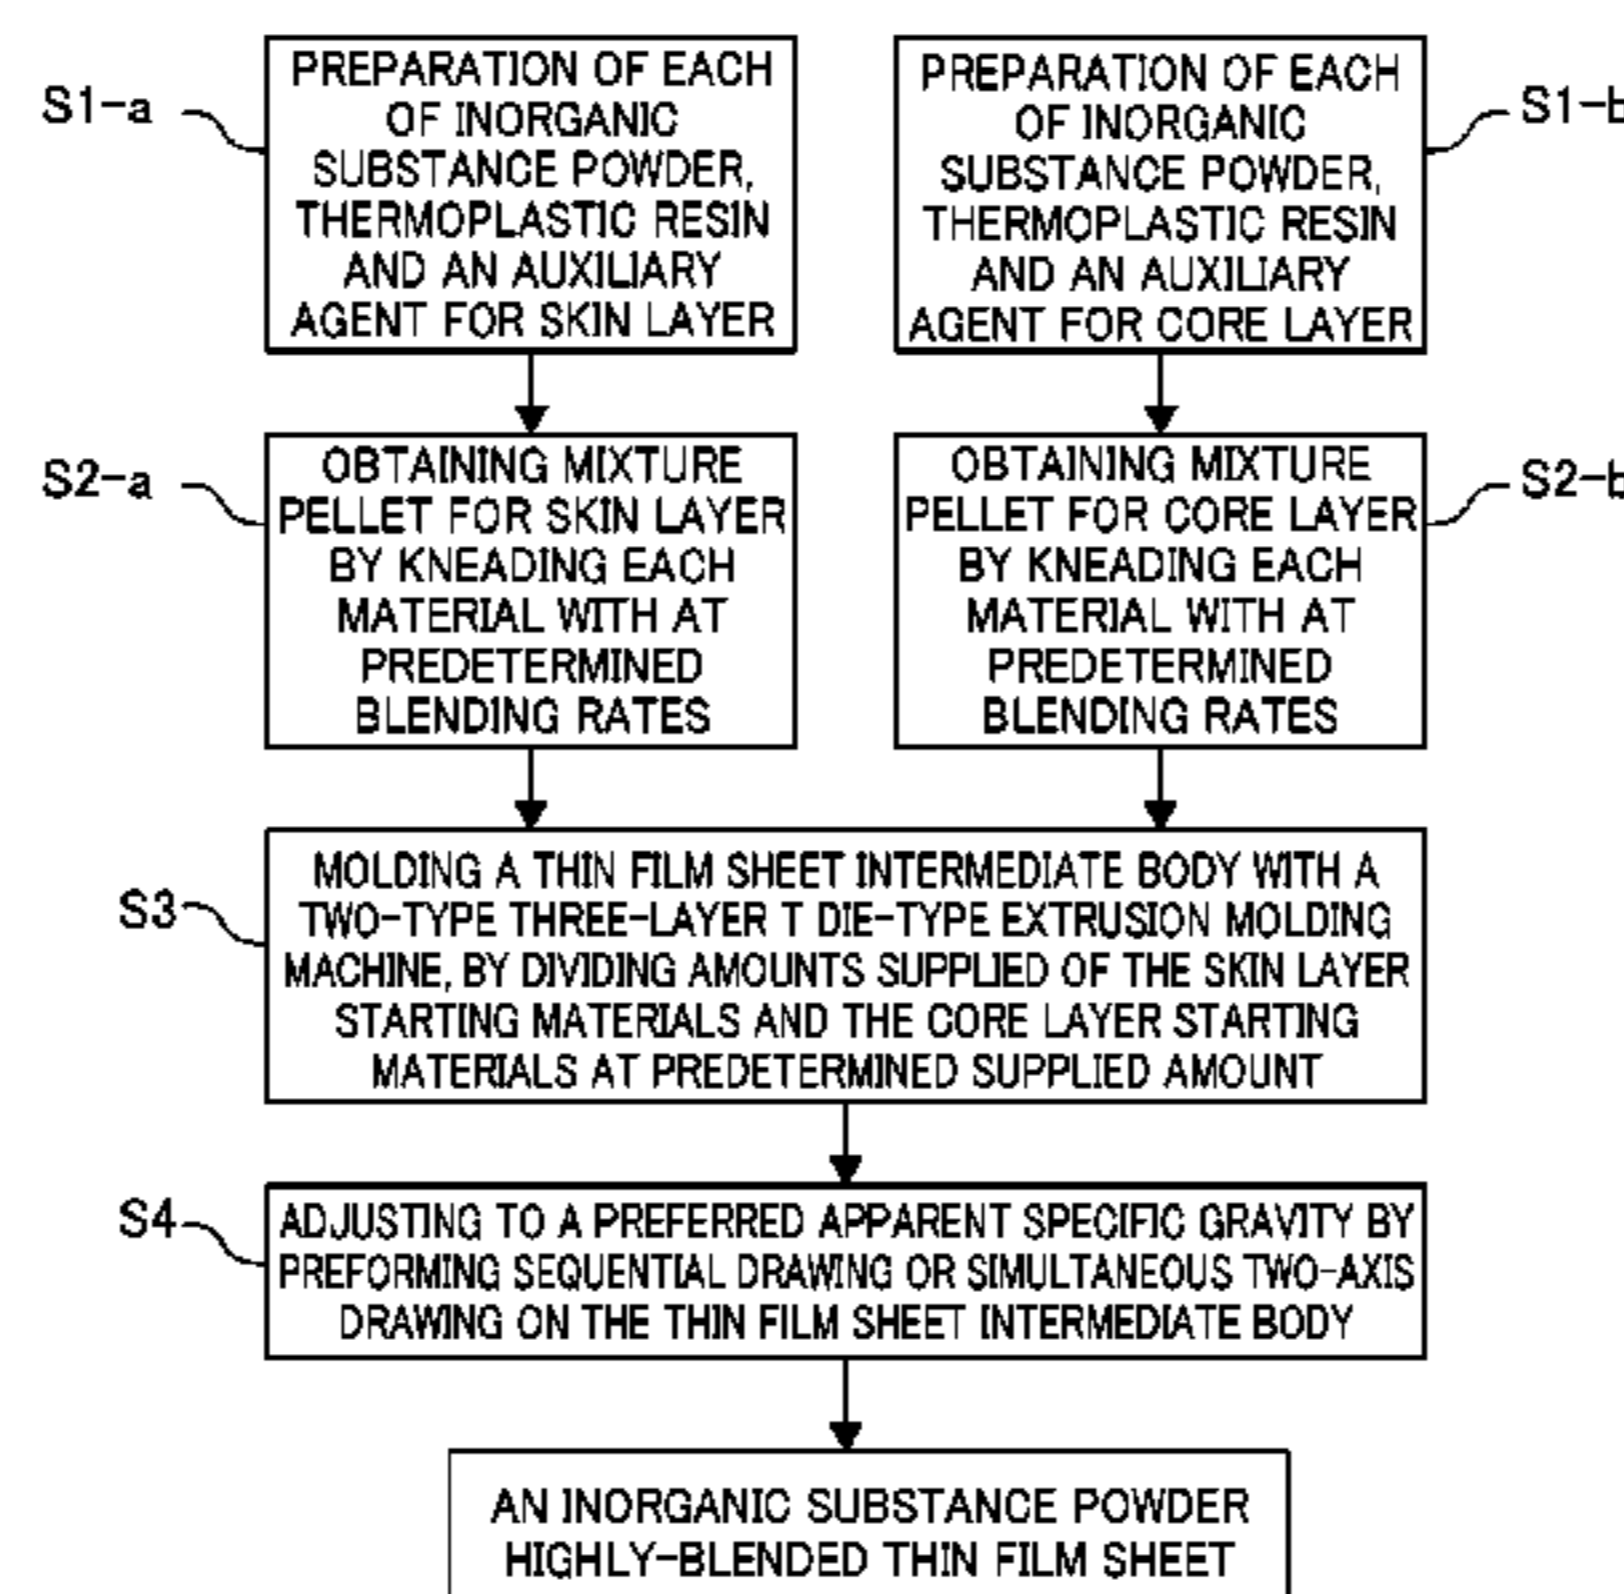 S1-a
PREPARATION OF EACH
OF INORGANIC
SUBSTANCE POWDER,
THERMOPLASTIC RESIN
AND AN AUXILIARY
AGENT FOR SKIN LAYER
PREPARATION OF EACH
OF INORGANIC
SUBSTANCE POWDER,
THERMOPLASTIC RESIN
AND AN AUXILIARY
AGENT FOR CORE LAYER
S1-b
S2-a
OBTAINING MIXTURE
PELLET FOR SKIN LAYER
BY KNEADING EACH
MATERIAL WITH AT
PREDETERMINED
BLENDING RATES
OBTAINING MIXTURE
PELLET FOR CORE LAYER
BY KNEADING EACH
MATERIAL WITH AT
PREDETERMINED
BLENDING RATES
S2-b
S3
MOLDING A THIN FILM SHEET INTERMEDIATE BODY WITH A
TWO-TYPE THREE-LAYER T DIE-TYPE EXTRUSION MOLDING
MACHINE, BY DIVIDING AMOUNTS SUPPLIED OF THE SKIN LAYER
STARTING MATERIALS AND THE CORE LAYER STARTING
MATERIALS AT PREDETERMINED SUPPLIED AMOUNT
S4
ADJUSTING TO A PREFERRED APPARENT SPECIFIC GRAVITY BY
PREFORMING SEQUENTIAL DRAWING OR SIMULTANEOUS TWO-AXIS
DRAWING ON THE THIN FILM SHEET INTERMEDIATE BODY
AN INORGANIC SUBSTANCE POWDER
HIGHLY-BLENDED THIN FILM SHEET